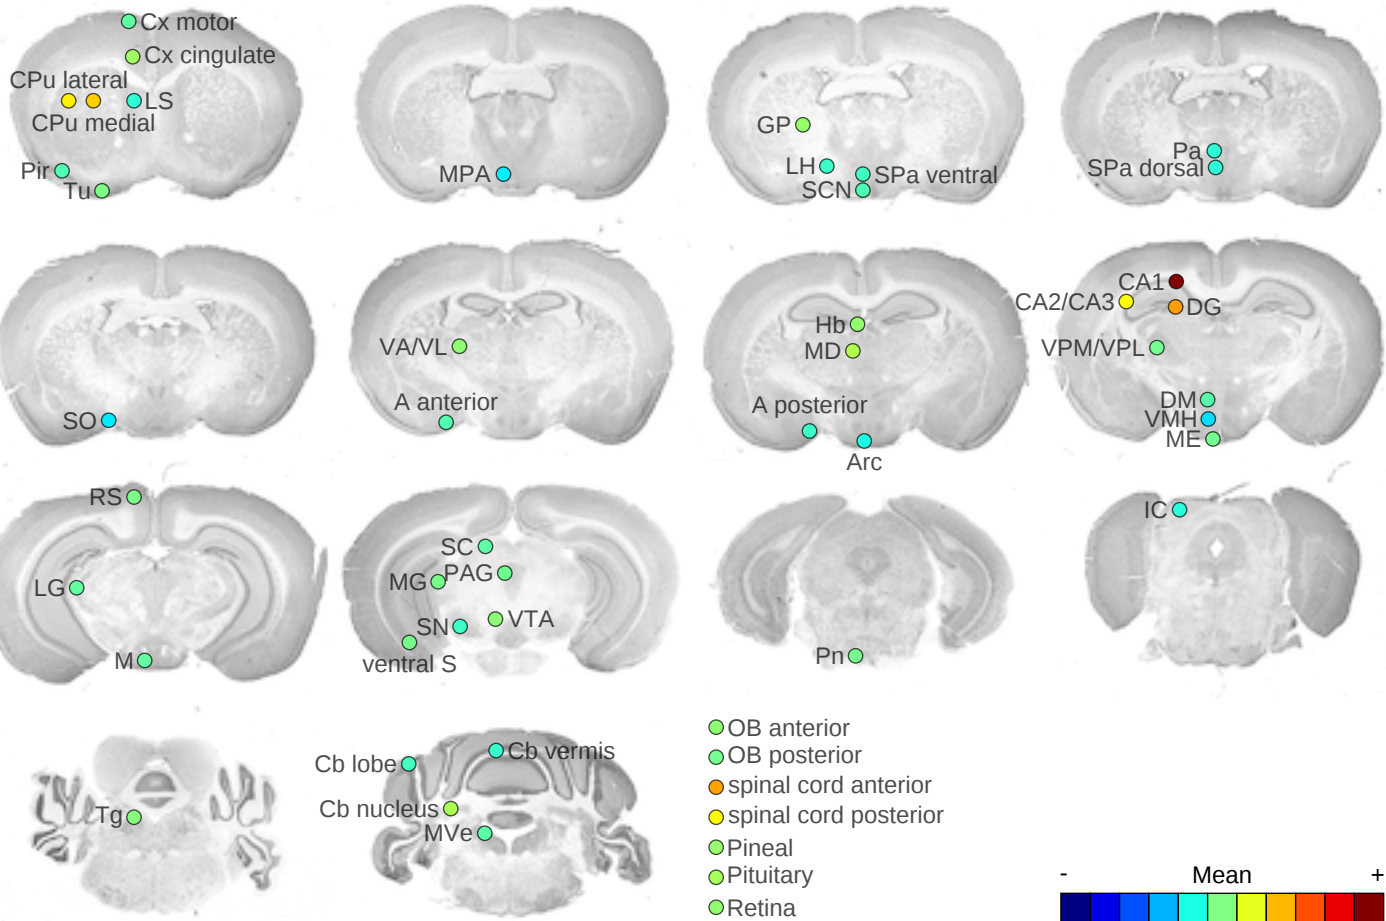 Cx motor
Cx cingulate
CPu lateral
LS
CPu medial
Pir
Tu
MPA
GP
LH
SPa ventral
SCN
Pa
SPa dorsal
SO
VA/VL
A anterior
Hb
MD
A posterior
Arc
CA1
CA2/CA3
DG
VPM/VPL
DM
VMH
ME
RS
LG
M
SC
MG
PAG
SN
VTA
ventral S
Pn
IC
Tg
Cb lobe
Cb vermis
Cb nucleus
MVe
OB anterior
OB posterior
spinal cord anterior
spinal cord posterior
Pineal
Pituitary
Retina
- Mean +